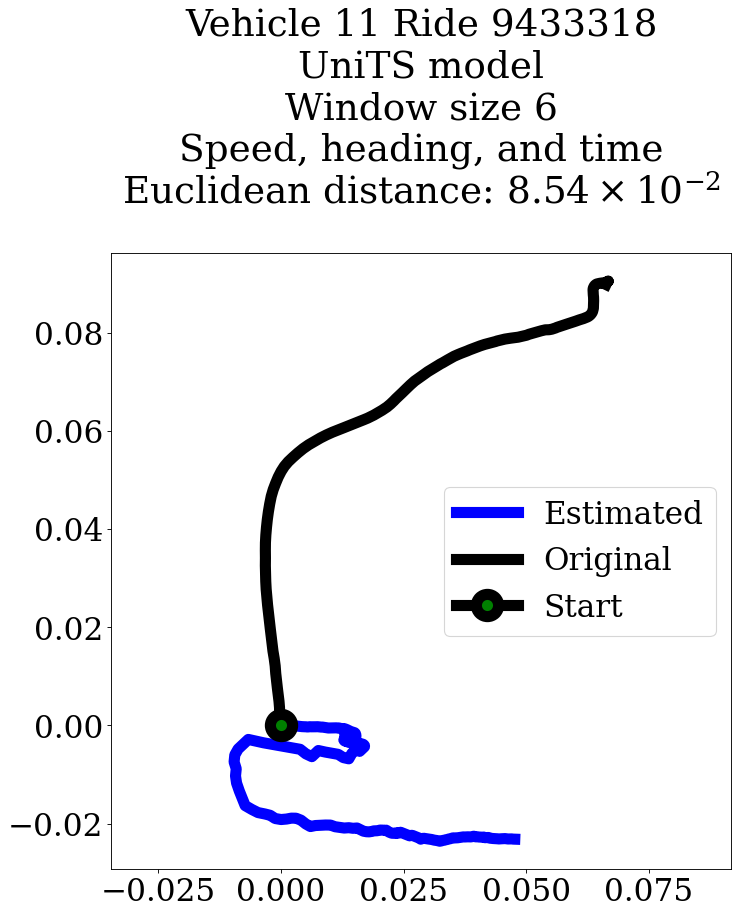 Vehicle 11 Ride 9433318
UniTS model
Window size 6
Speed, heading, and time
Euclidean distance: 8.54 × 10⁻²
0.08
0.06
0.04
0.02
0.00
−0.02
Estimated
Original
Start
−0.025 0.000 0.025 0.050 0.075